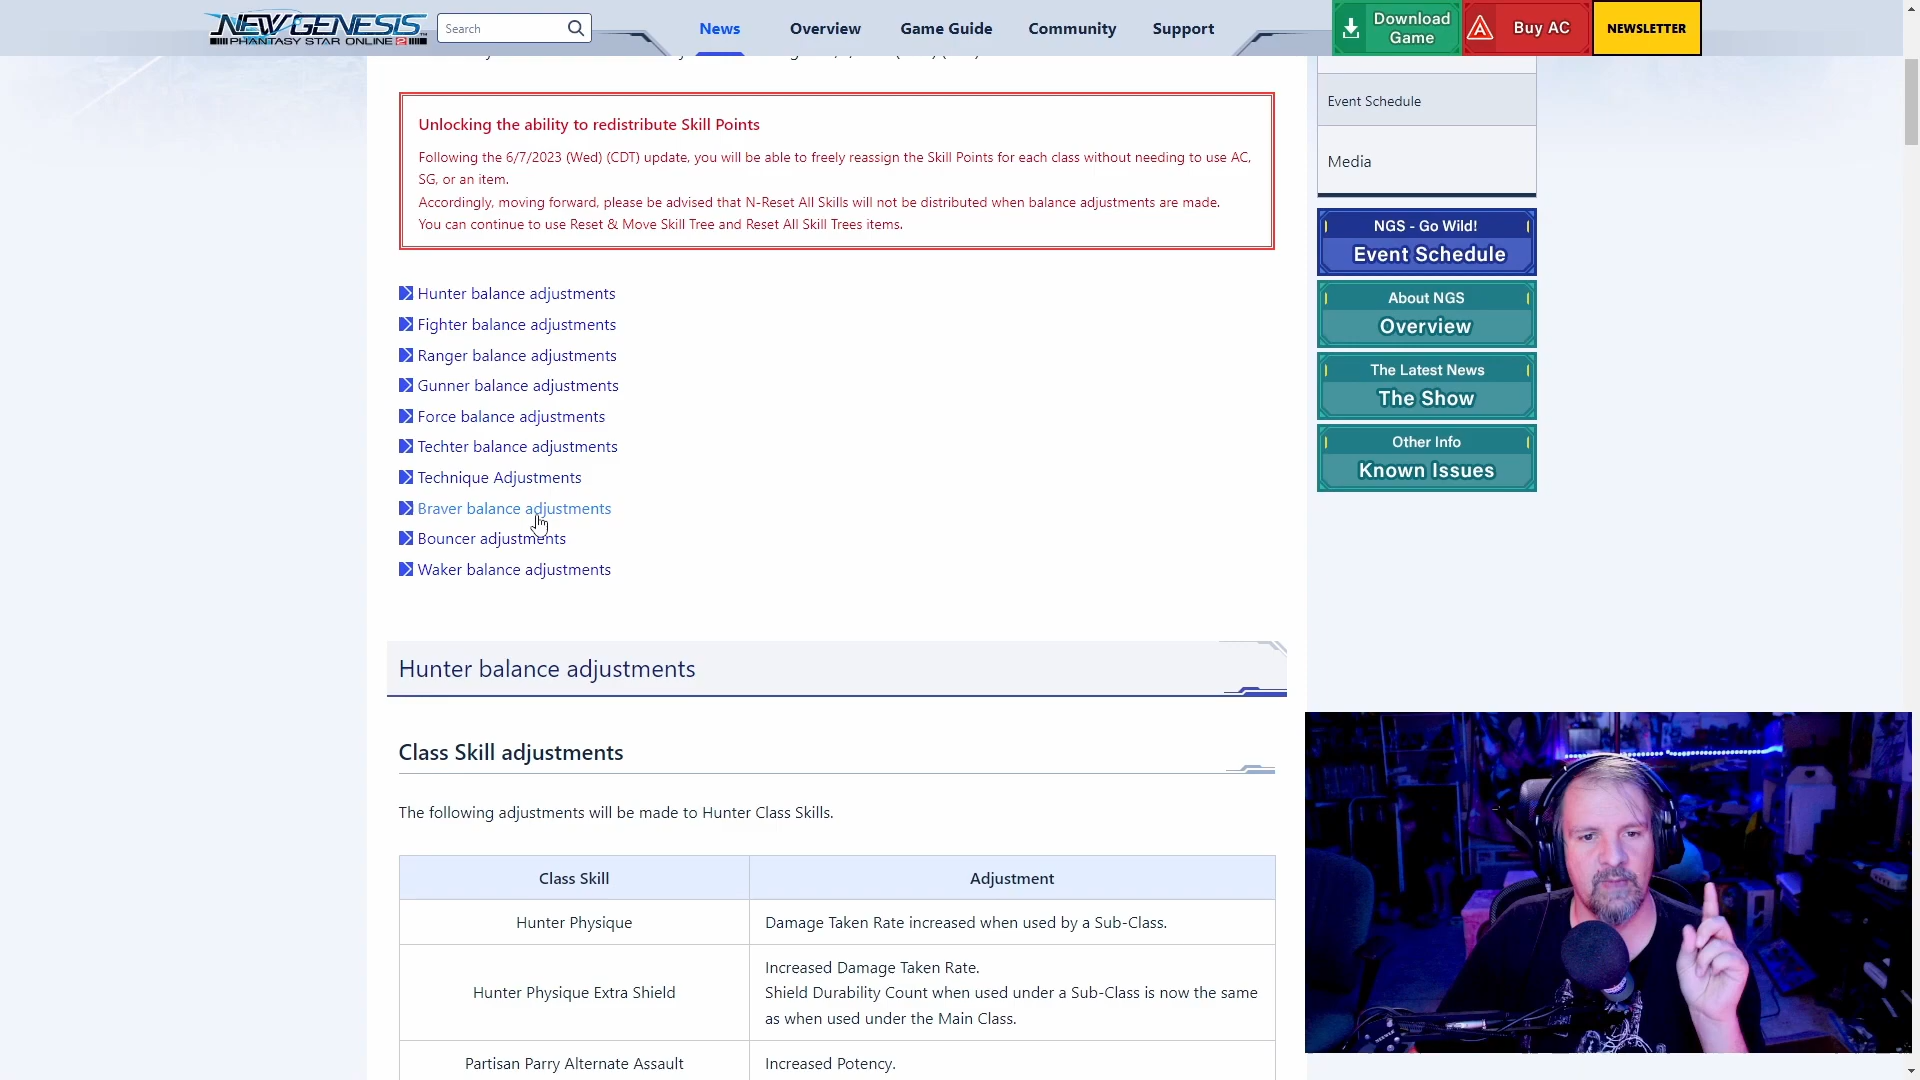 NEW GENESIS
PHANTASY STAR ONLINE 2
Search
News
Overview
Game Guide
Community
Support
Download
Game
Buy AC
NEWSLETTER
Unlocking the ability to redistribute Skill Points
Following the 6/7/2023 (Wed) (CDT) update, you will be able to freely reassign the Skill Points for each class without needing to use AC,
SG, or an item.
Accordingly, moving forward, please be advised that N-Reset All Skills will not be distributed when balance adjustments are made.
You can continue to use Reset & Move Skill Tree and Reset All Skill Trees items.
Hunter balance adjustments
Fighter balance adjustments
Ranger balance adjustments
Gunner balance adjustments
Force balance adjustments
Techter balance adjustments
Technique Adjustments
Braver balance adjustments
Bouncer adjustments
Waker balance adjustments
Hunter balance adjustments
Class Skill adjustments
The following adjustments will be made to Hunter Class Skills.
Class Skill
Adjustment
Hunter Physique
Damage Taken Rate increased when used by a Sub-Class.
Hunter Physique Extra Shield
Increased Damage Taken Rate.
Shield Durability Count when used under a Sub-Class is now the same
as when used under the Main Class.
Partisan Parry Alternate Assault
Increased Potency.
Event Schedule
Media
NGS - Go Wild!
Event Schedule
About NGS
Overview
The Latest News
The Show
Other Info
Known Issues